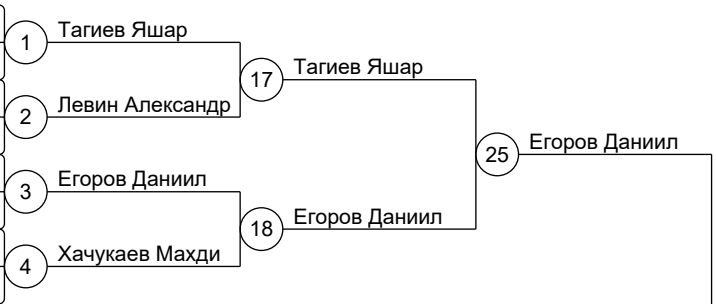 1
Тагиев Яшар
17
Тагиев Яшар
2
Левин Александр
25
Егоров Даниил
3
Егоров Даниил
18
Егоров Даниил
4
Хачукаев Махди